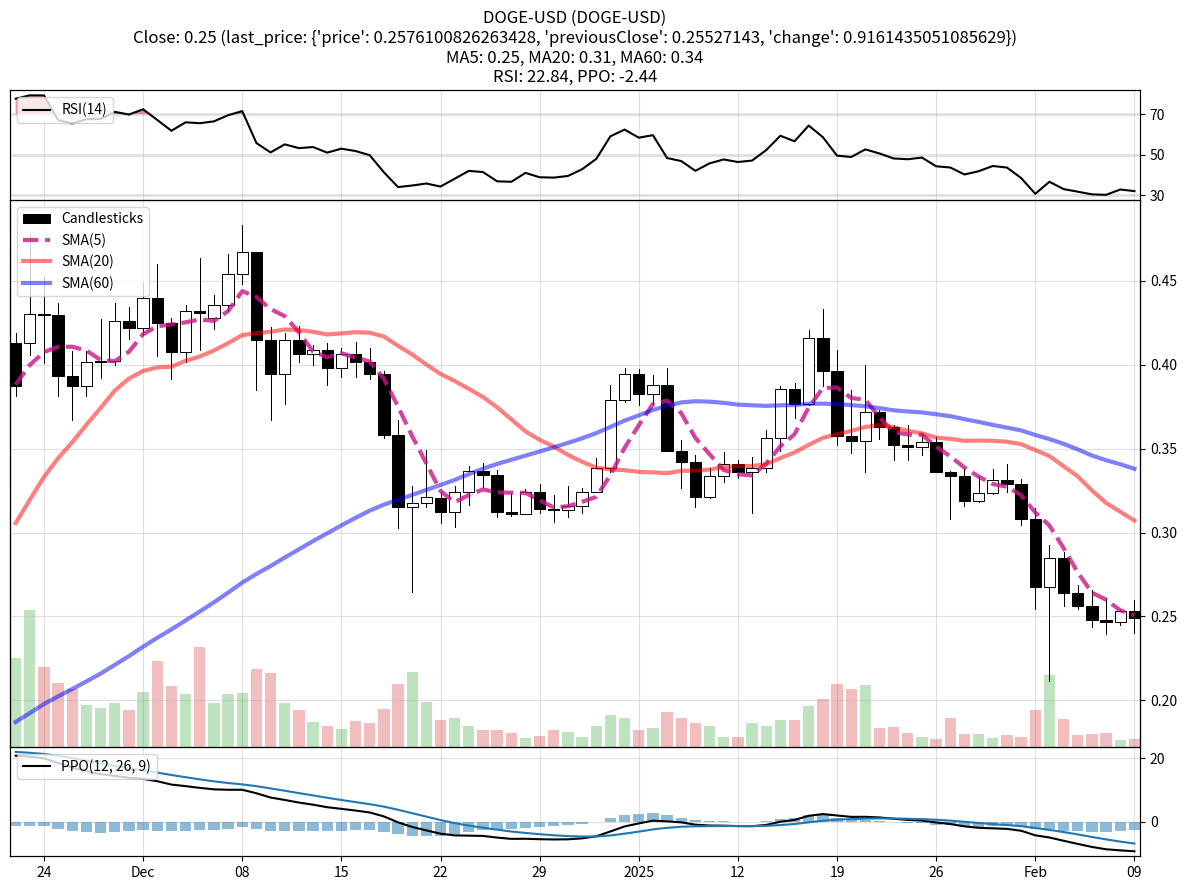 DOGE-USD (DOGE-USD)
Close: 0.25 (last_price: {'price': 0.2576100826263428, 'previousClose': 0.25527143, 'change': 0.9161435051085629})
MA5: 0.25, MA20: 0.31, MA60: 0.34
RSI: 22.84, PPO: -2.44
RSI(14)
70
50
30
Candlesticks
SMA(5)
SMA(20)
SMA(60)
0.45
0.40
0.35
0.30
0.25
0.20
PPO(12, 26, 9)
20
0
24 Dec 08 15 22 29 2025 12 19 26 Feb 09